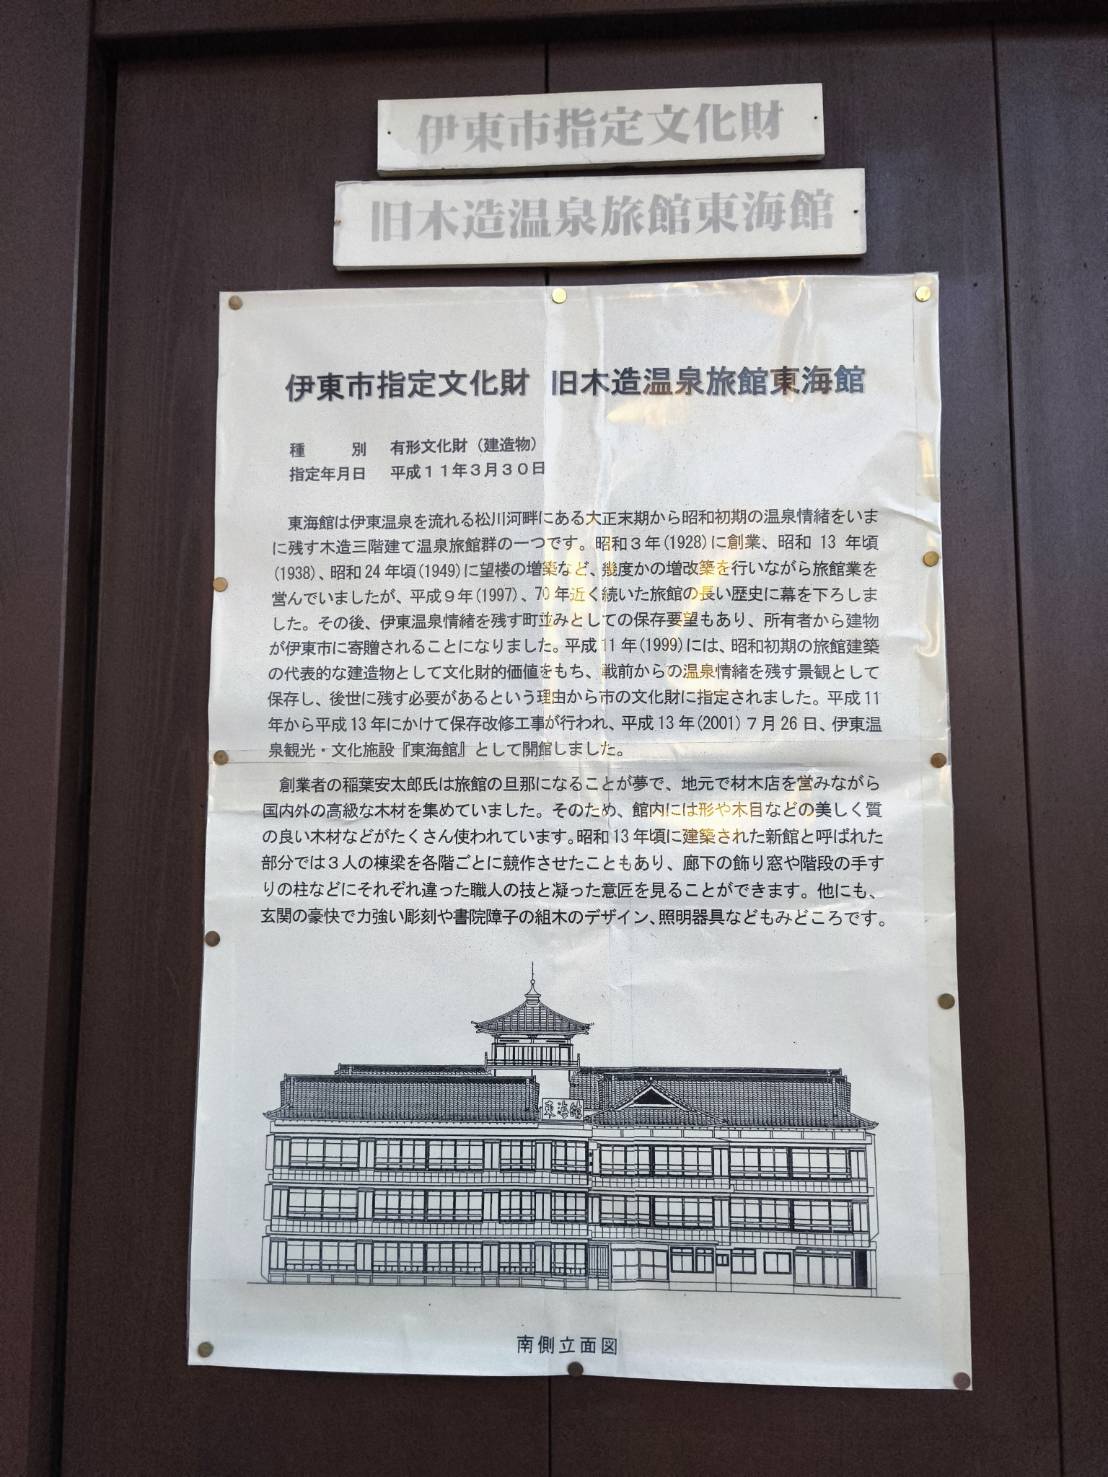 伊東市指定文化財
旧木造温泉旅館東海館
伊東市指定文化財 旧木造温泉旅館東海館
種 別 有形文化財（建造物）
指定年月日 平成１１年３月３０日
東海館は伊東温泉を流れる松川河畔にある大正末期から昭和初期の温泉情緒をいま
に残す木造三階建て温泉旅館群の一つです。昭和３年(1928)に創業、昭和 13 年頃
(1938)、昭和 24 年頃(1949)に望楼の増築など、幾度かの増改築を行いながら旅館業を
営んでいましたが、平成９年(1997)、70 年近く続いた旅館の長い歴史に幕を下ろしま
した。その後、伊東温泉情緒を残す町並みとしての保存要望もあり、所有者から建物
が伊東市に寄贈されることになりました。平成 11 年(1999)には、昭和初期の旅館建築
の代表的な建造物として文化財的価値をもち、戦前からの温泉情緒を残す景観として
保存し、後世に残す必要があるという理由から市の文化財に指定されました。平成 11
年から平成 13 年にかけて保存改修工事が行われ、平成 13 年(2001)７月 26 日、伊東温
泉観光・文化施設『東海館』として開館しました。
創業者の稲葉安太郎氏は旅館の旦那になることが夢で、地元で材木店を営みながら
国内外の高級な木材を集めていました。そのため、館内には形や木目などの美しく質
の良い木材などがたくさん使われています。昭和 13 年頃に建築された新館と呼ばれた
部分では３人の棟梁を各階ごとに競作させたこともあり、廊下の飾り窓や階段の手す
りの柱などにそれぞれ違った職人の技と凝った意匠を見ることができます。他にも、
玄関の豪快で力強い彫刻や書院障子の組木のデザイン、照明器具などもみどころです。
東海館
南側立面図